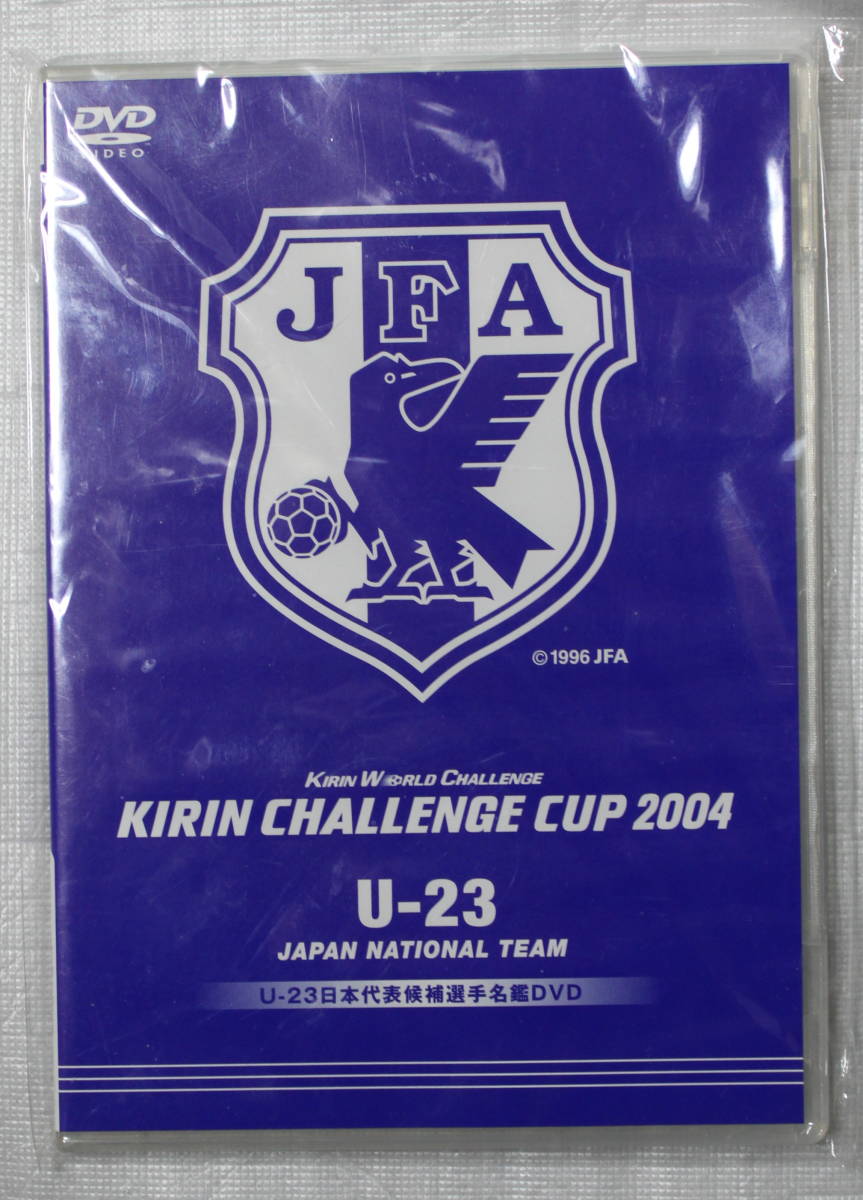 DVD
VIDEO
JFA
©1996 JFA
KIRIN WORLD CHALLENGE
KIRIN CHALLENGE CUP 2004
U-23
JAPAN NATIONAL TEAM
U-23日本代表候補選手名鑑DVD